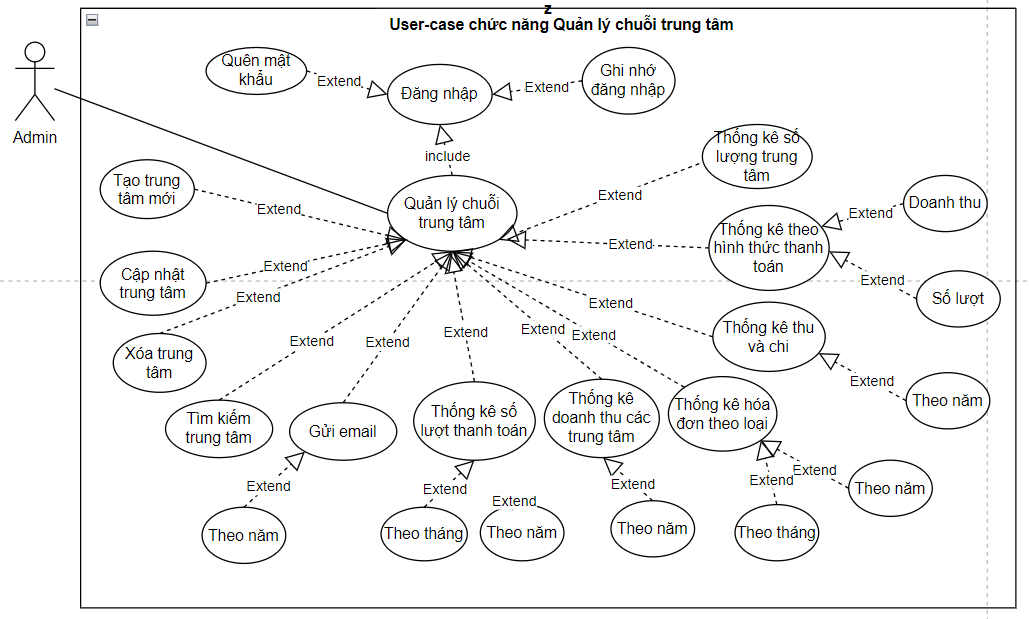 z
User-case chức năng Quản lý chuỗi trung tâm
Admin
Quên mật
khẩu
Extend
Đăng nhập
Extend
Ghi nhớ
đăng nhập
include
Thống kê số
lượng trung
tâm
Tạo trung
tâm mới
Extend
Quản lý chuỗi
trung tâm
Extend
Doanh thu
Extend
Thống kê theo
hình thức thanh
toán
Extend
Extend
Số lượt
Cập nhật
trung tâm
Extend
Extend
Extend
Thống kê thu
và chi
Extend
Theo năm
Xóa trung
tâm
Extend
Extend
Extend
Extend
Extend
Tìm kiếm
trung tâm
Gửi email
Thống kê số
lượt thanh toán
Thống kê
doanh thu các
trung tâm
Thống kê hóa
đơn theo loại
Extend
Extend
Extend
Extend
Extend
Extend
Theo năm
Theo năm
Theo tháng
Theo năm
Theo năm
Theo tháng